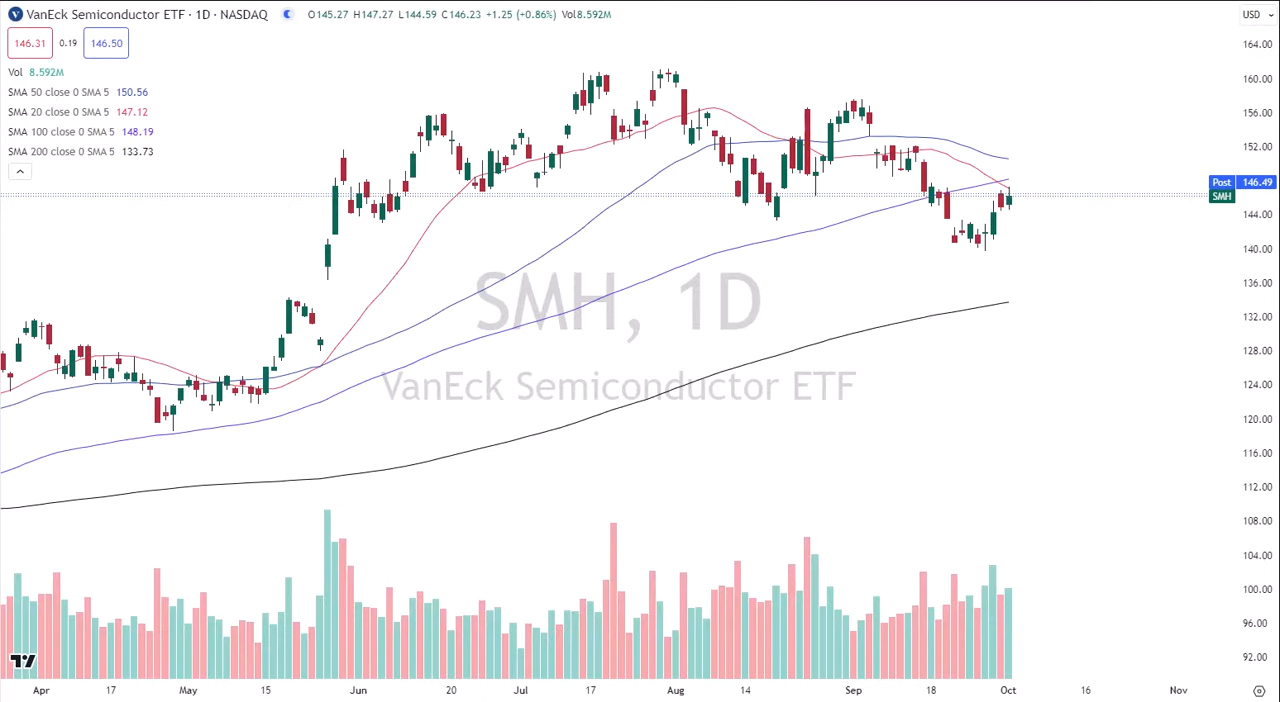 VanEck Semiconductor ETF · 1D · NASDAQ O145.27 H147.27 L144.59 C146.23 +1.25 (+0.86%) Vol8.592M
USD
146.31 0.19 146.50
Vol 8.592M
SMA 50 close 0 SMA 5 150.56
SMA 20 close 0 SMA 5 147.12
SMA 100 close 0 SMA 5 148.19
SMA 200 close 0 SMA 5 133.73
164.00
160.00
156.00
152.00
Post 146.49
SMH
144.00
140.00
136.00
132.00
128.00
124.00
120.00
116.00
112.00
108.00
104.00
100.00
96.00
92.00
SMH, 1D
VanEck Semiconductor ETF
Apr 17 May 15 Jun 20 Jul 17 Aug 14 Sep 18 Oct 16 Nov